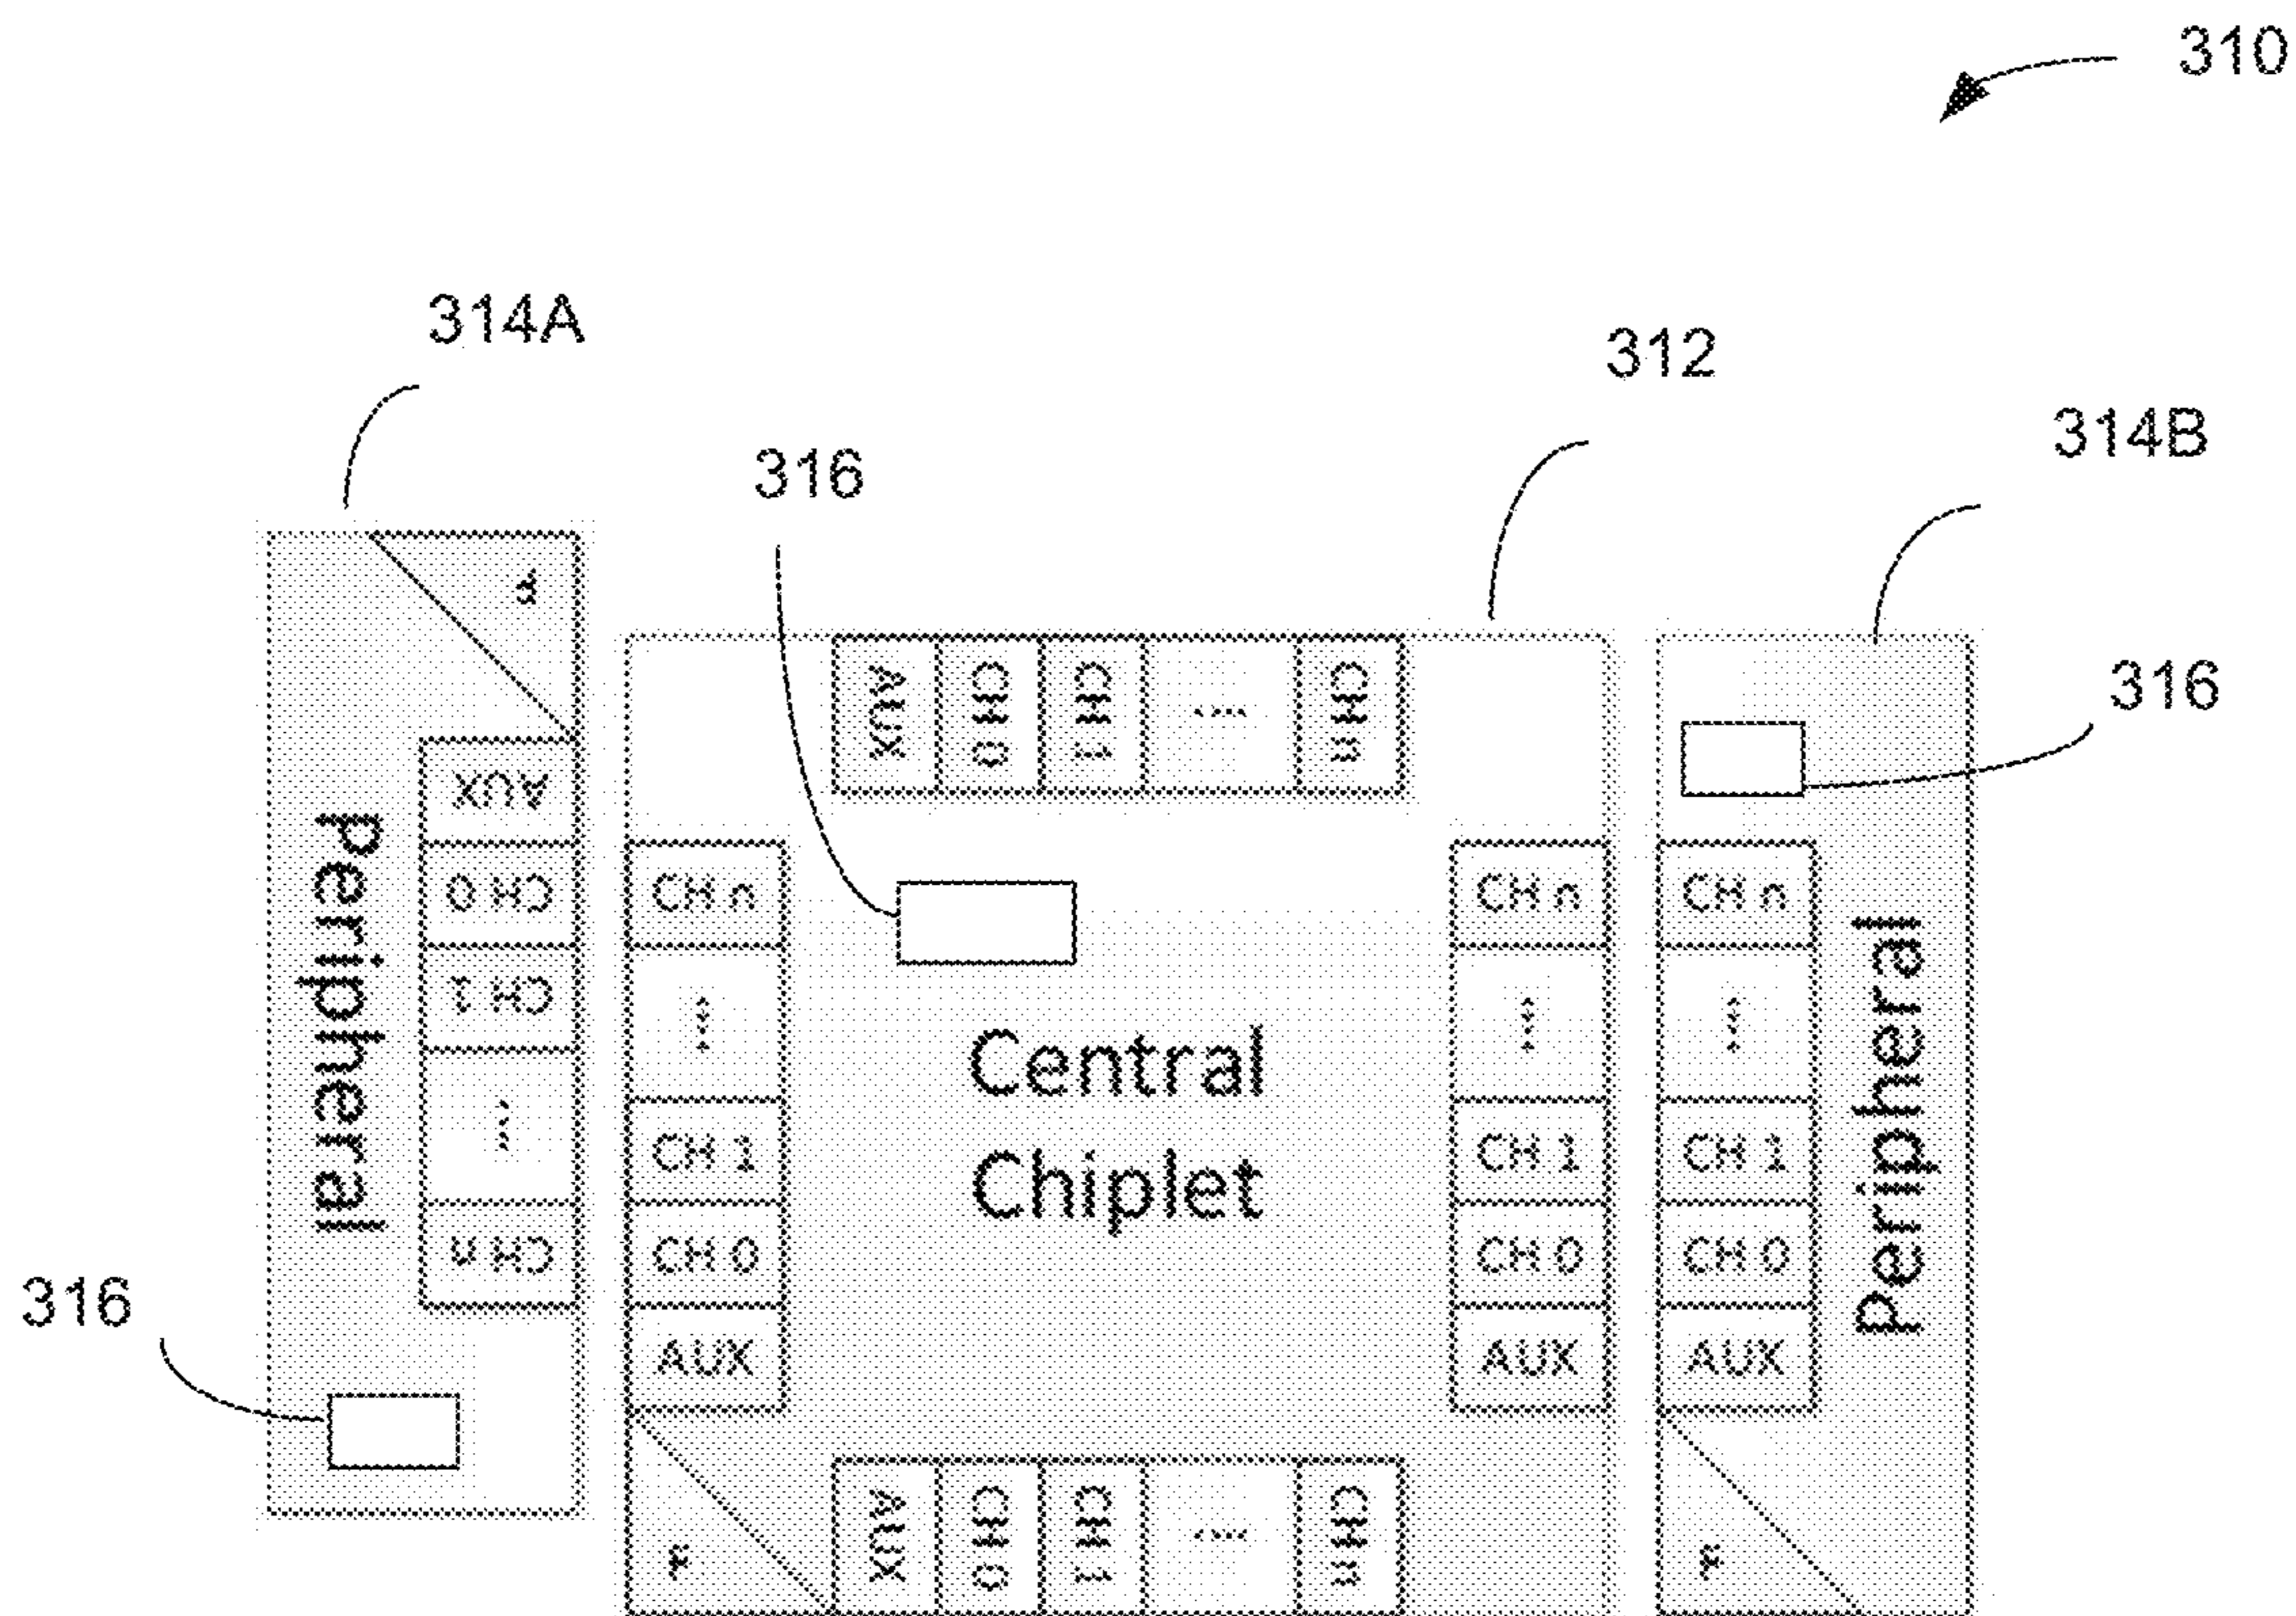 310
314A
312
314B
316
316
F
AUX
CH 0
CH 1
...
CH n
Peripheral
AUX
CH 0
CH 1
...
CH n
CH n
...
CH 1
CH 0
AUX
Central
Chiplet
CH n
...
CH 1
CH 0
AUX
CH n
...
CH 1
CH 0
AUX
Peripheral
316
F
AUX
CH 0
CH 1
...
CH n
F